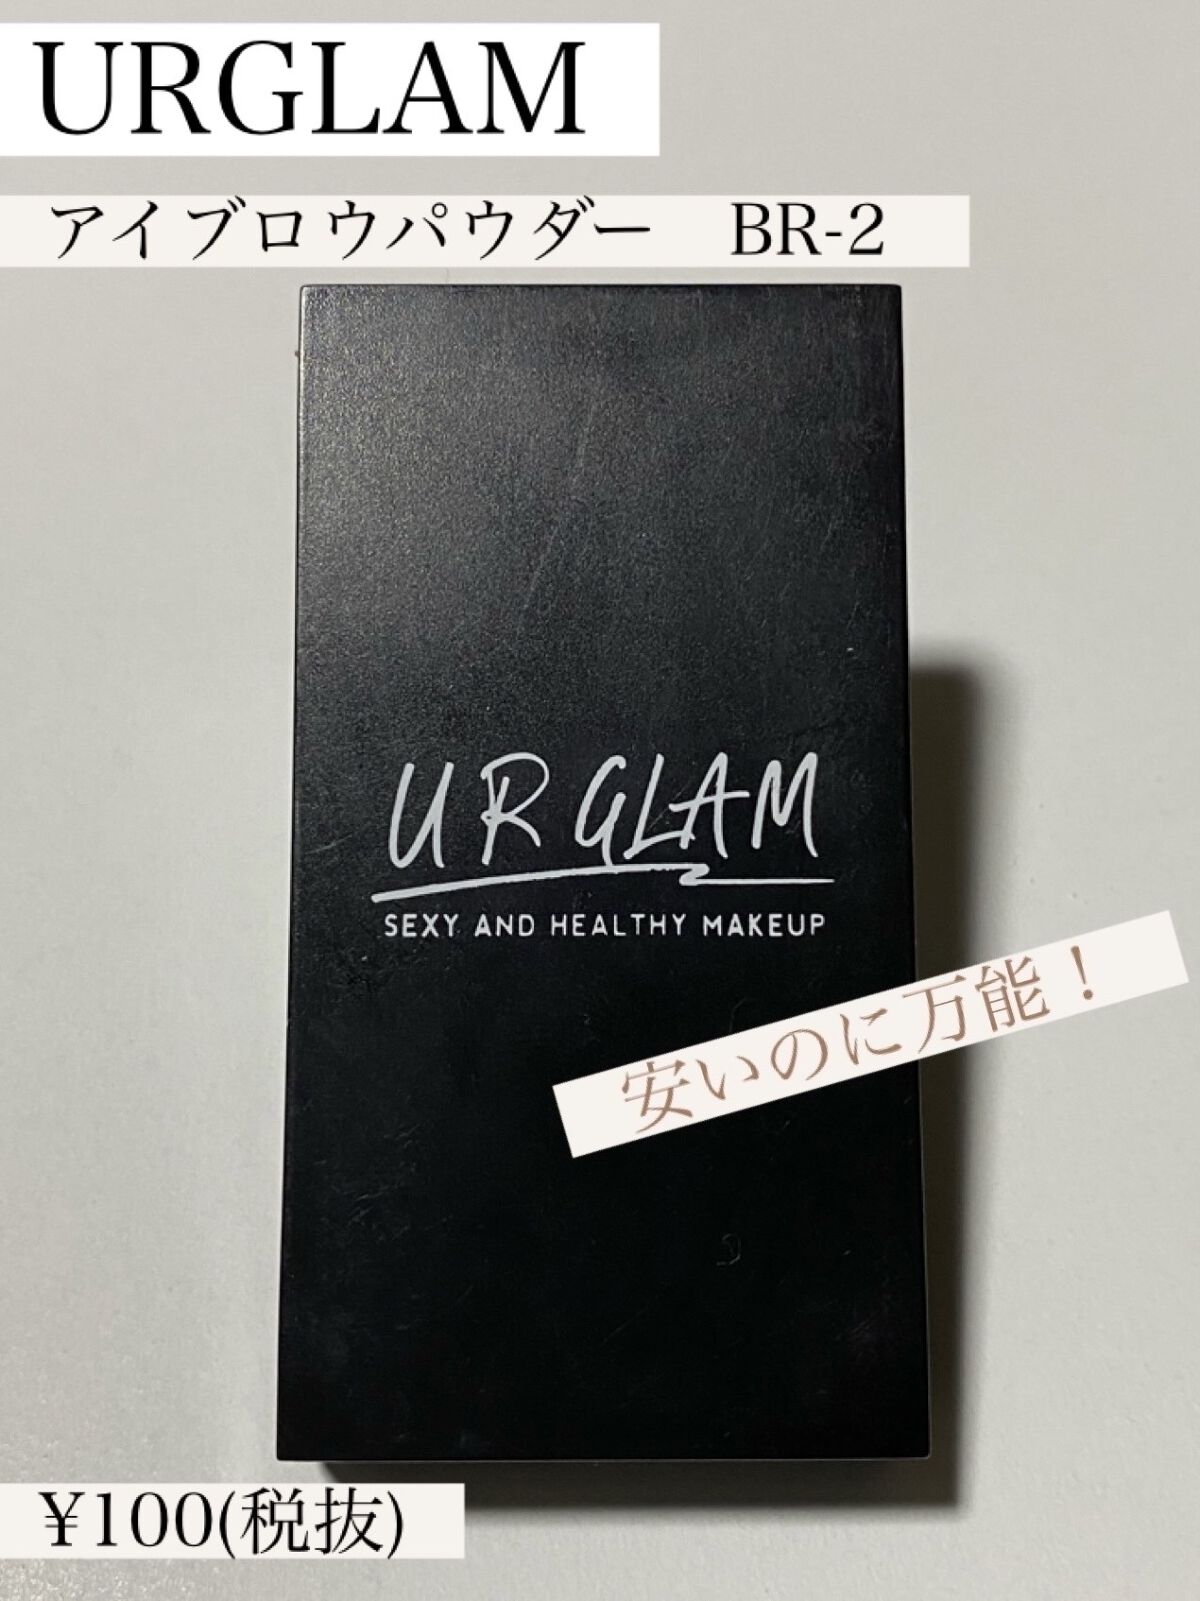 URGLAM
アイブロウパウダー BR-2
UR GLAM
SEXY AND HEALTHY MAKEUP
安いのに万能！
¥100(税抜)